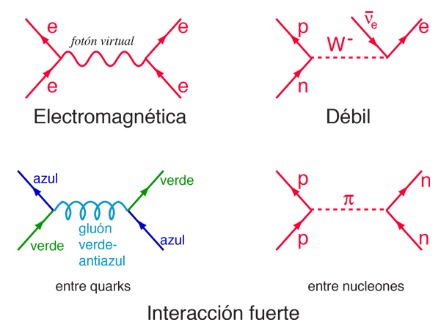 e
fotón virtual
e
e
e
Electromagnética
p
W⁻
ν̅ₑ
e
n
Débil
azul
verde
gluón
verde-
antiazul
verde
azul
entre quarks
p
π
n
p
n
entre nucleones
Interacción fuerte